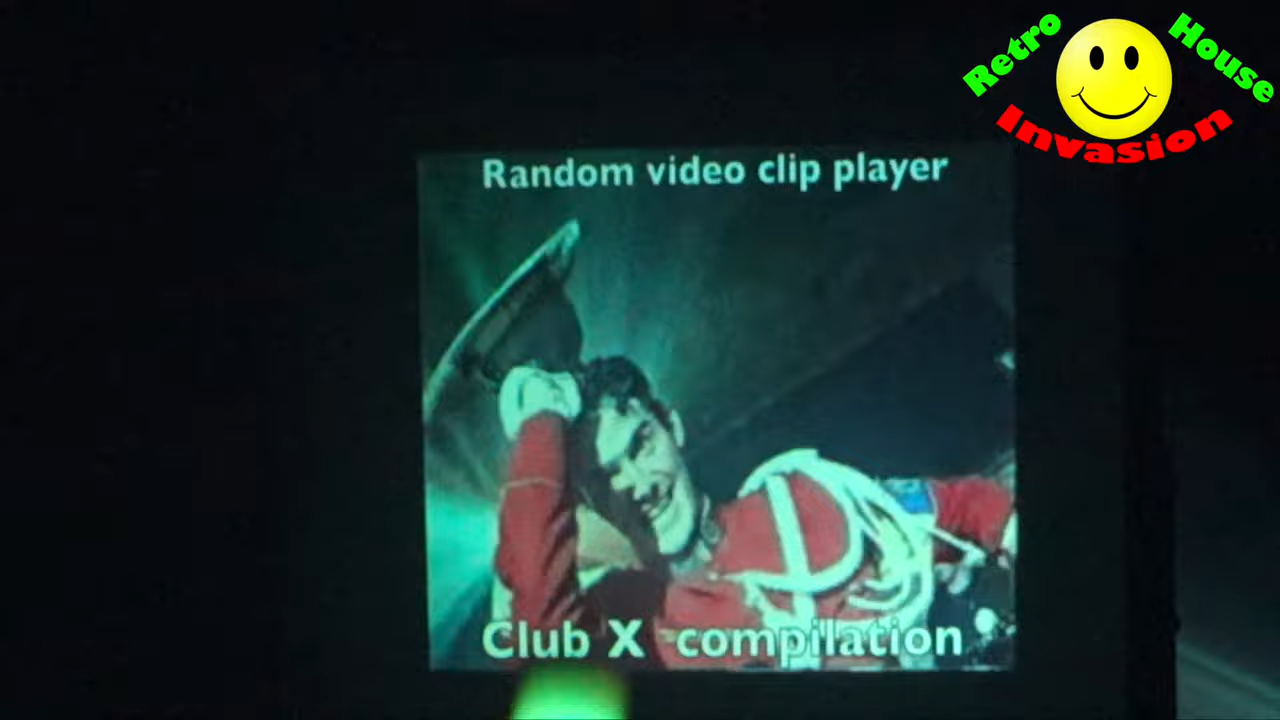 Retro House
Invasion
Random video clip player
Club X compilation